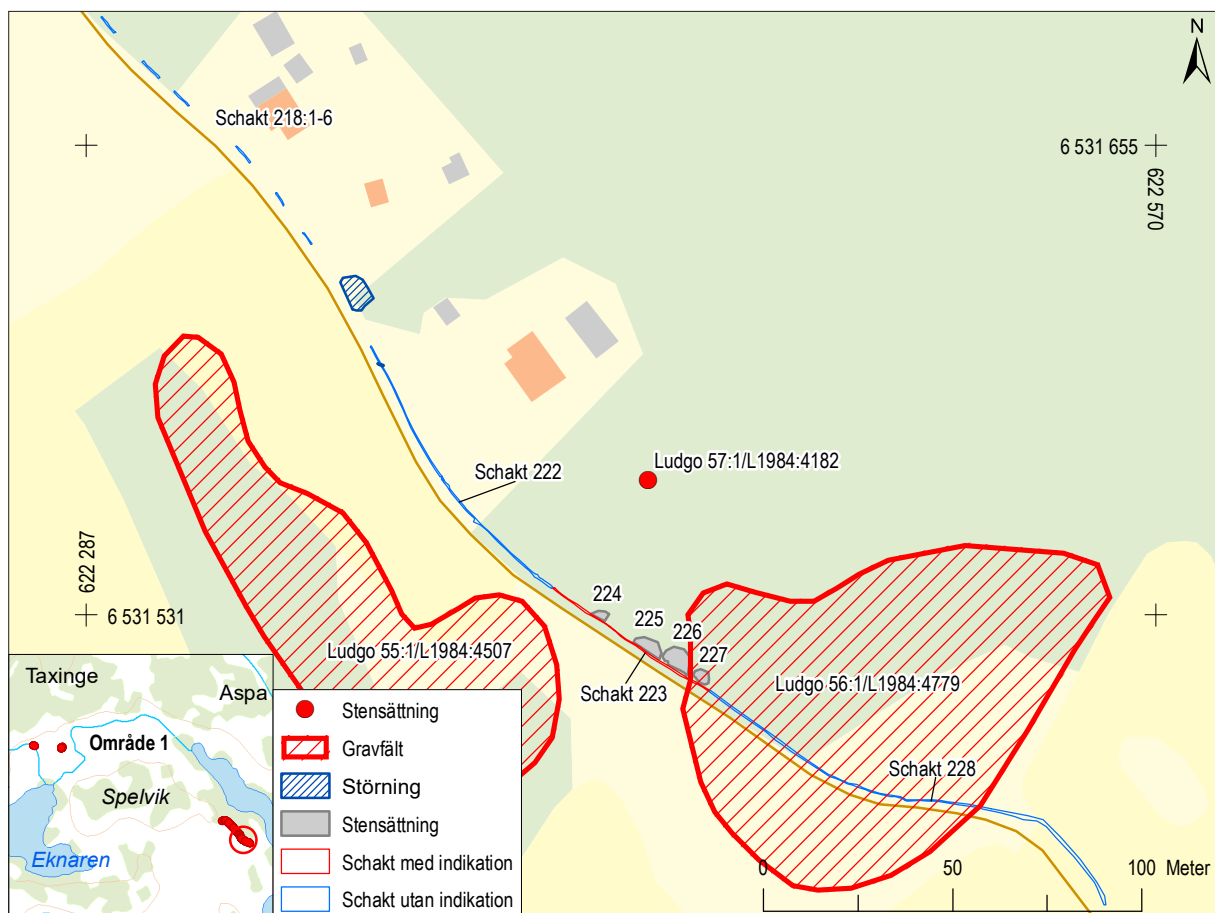 N
Schakt 218:1-6
6 531 655
622 570
Ludgo 57:1/L1984:4182
Schakt 222
622 287
224
6 531 531
225
226
227
Ludgo 55:1/L1984:4507
Schakt 223
Ludgo 56:1/L1984:4779
Schakt 228
Taxinge
Aspa
Område 1
Spelvik
Eknaren
Stensättning
Gravfält
Störning
Stensättning
Schakt med indikation
Schakt utan indikation
0 50 100 Meter